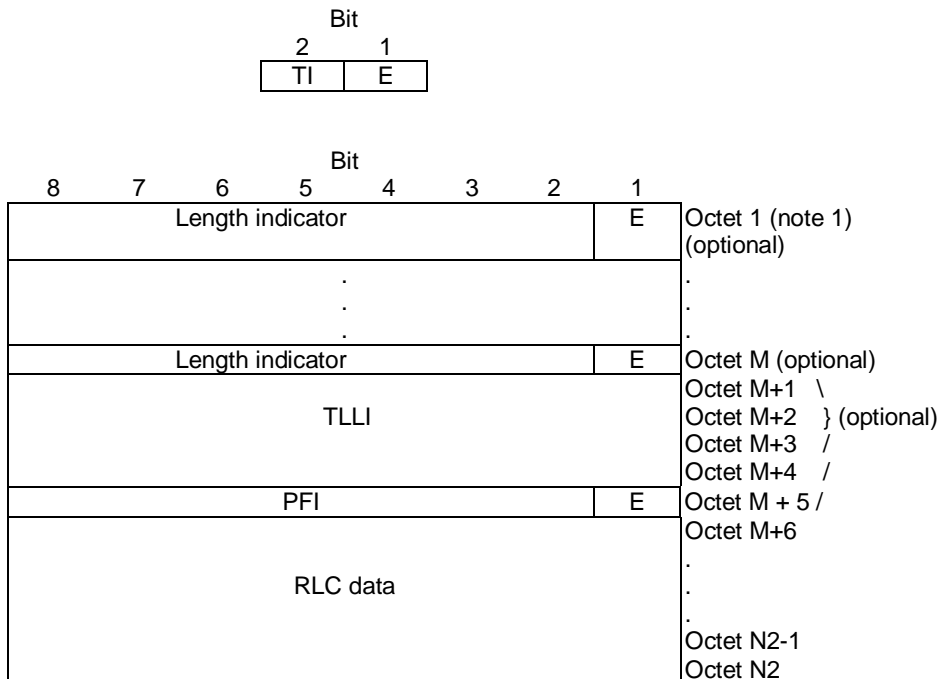 Bit
2 1
TI E
Bit
8 7 6 5 4 3 2 1
Length indicator E Octet 1 (note 1)
(optional)
. .
. .
. .
Length indicator E Octet M (optional)
Octet M+1 \
TLLI Octet M+2 } (optional)
Octet M+3 /
Octet M+4 /
PFI E Octet M + 5 /
Octet M+6
.
RLC data .
.
Octet N2-1
Octet N2